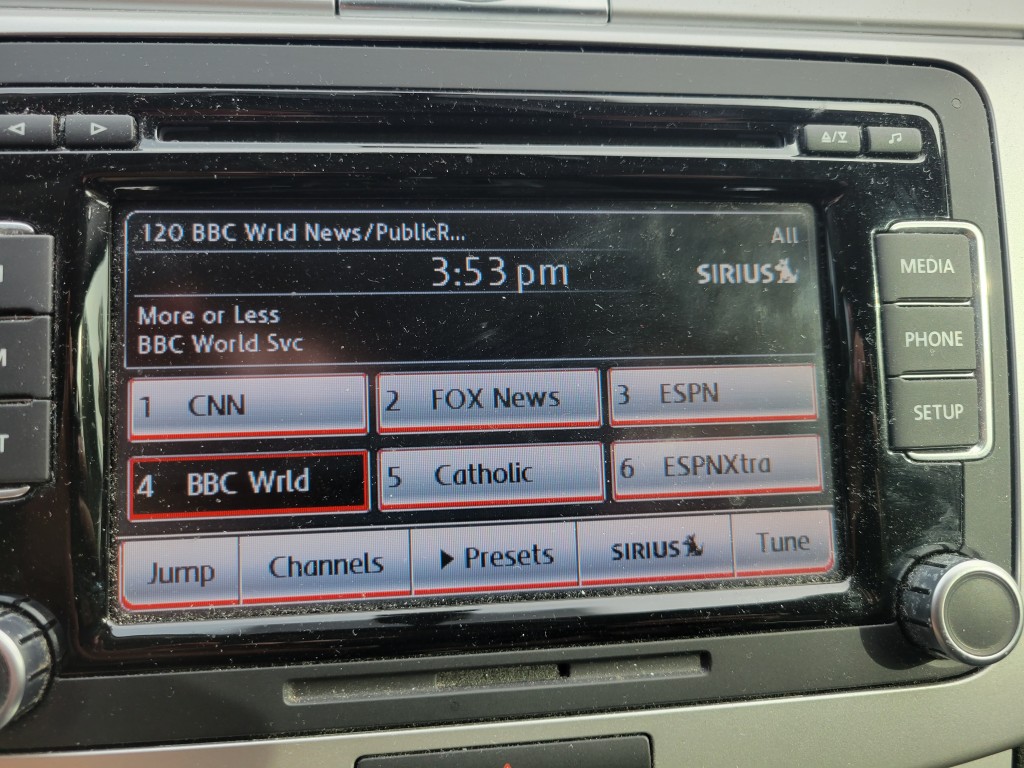 120 BBC Wrld News/PublicR...
All
3:53 pm
SIRIUS
More or Less
BBC World Svc
1 CNN
2 FOX News
3 ESPN
4 BBC Wrld
5 Catholic
6 ESPNXtra
Jump
Channels
Presets
SIRIUS
Tune
MEDIA
PHONE
SETUP